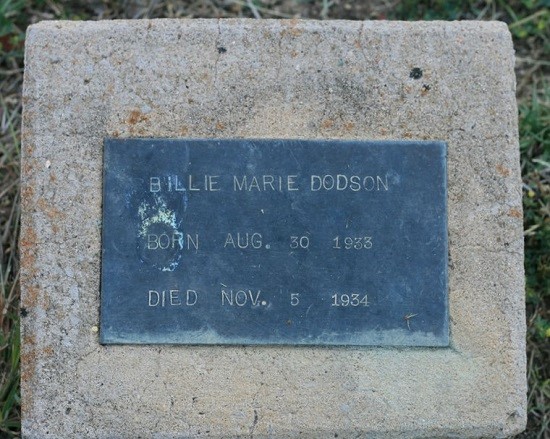 BILLIE MARIE DODSON
BORN AUG. 30 1933
DIED NOV. 5 1934